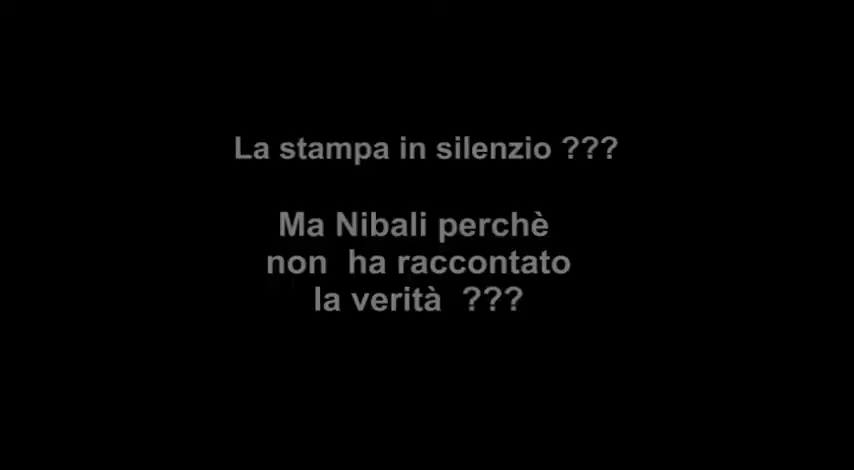 La stampa in silenzio ???
Ma Nibali perchè
non ha raccontato
la verità ???